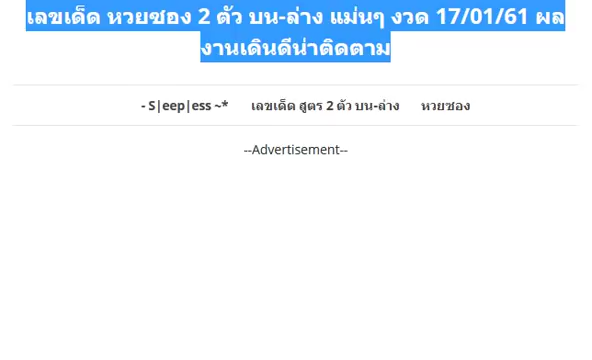 เลขเด็ด หวยซอง 2 ตัว บน-ล่าง แม่นๆ งวด 17/01/61 ผล
งานเดินดีน่าติดตาม
- S|eep|ess ~* เลขเด็ด สูตร 2 ตัว บน-ล่าง หวยซอง
--Advertisement--